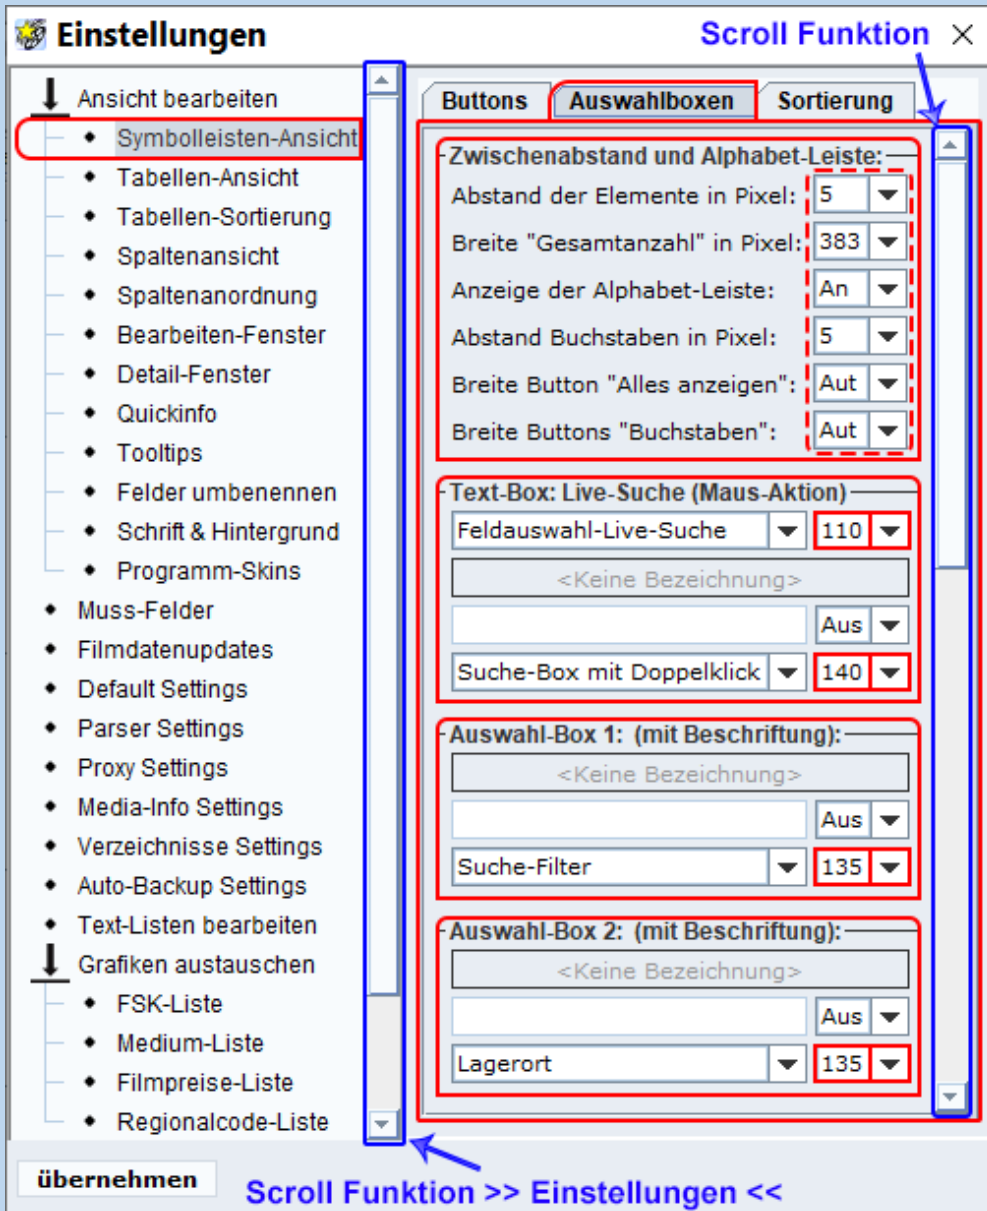 Einstellungen
Scroll Funktion
Ansicht bearbeiten
Symbolleisten-Ansicht
Tabellen-Ansicht
Tabellen-Sortierung
Spaltenansicht
Spaltenanordnung
Bearbeiten-Fenster
Detail-Fenster
Quickinfo
Tooltips
Felder umbenennen
Schrift & Hintergrund
Programm-Skins
Muss-Felder
Filmdatenupdates
Default Settings
Parser Settings
Proxy Settings
Media-Info Settings
Verzeichnisse Settings
Auto-Backup Settings
Text-Listen bearbeiten
Grafiken austauschen
FSK-Liste
Medium-Liste
Filmpreise-Liste
Regionalcode-Liste
Buttons Auswahlboxen Sortierung
Zwischenabstand und Alphabet-Leiste:
Abstand der Elemente in Pixel: 5
Breite "Gesamtanzahl" in Pixel: 383
Anzeige der Alphabet-Leiste: An
Abstand Buchstaben in Pixel: 5
Breite Button "Alles anzeigen": Aut
Breite Buttons "Buchstaben": Aut
Text-Box: Live-Suche (Maus-Aktion)
Feldauswahl-Live-Suche 110
<Keine Bezeichnung>
Aus
Suche-Box mit Doppelklick 140
Auswahl-Box 1: (mit Beschriftung):
<Keine Bezeichnung>
Aus
Suche-Filter 135
Auswahl-Box 2: (mit Beschriftung):
<Keine Bezeichnung>
Aus
Lagerort 135
übernehmen
Scroll Funktion >> Einstellungen <<